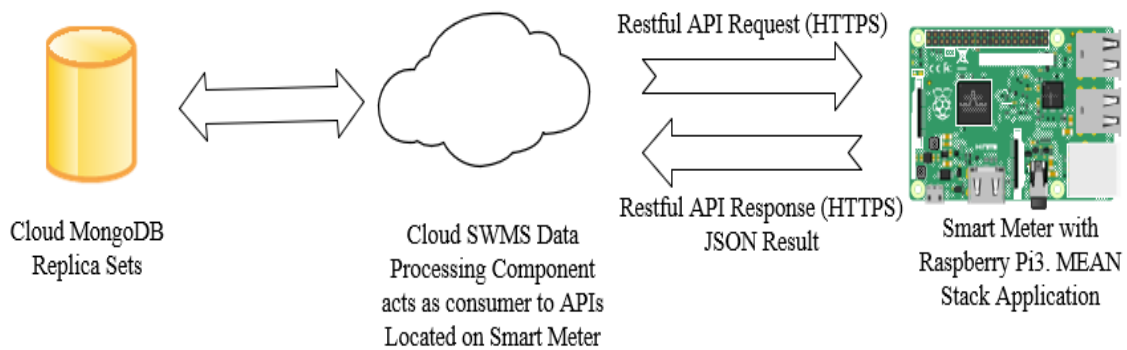 Restful API Request (HTTPS)
Restful API Response (HTTPS)
JSON Result
Cloud MongoDB
Replica Sets
Cloud SWMS Data
Processing Component
acts as consumer to APIs
Located on Smart Meter
Smart Meter with
Raspberry Pi3. MEAN
Stack Application